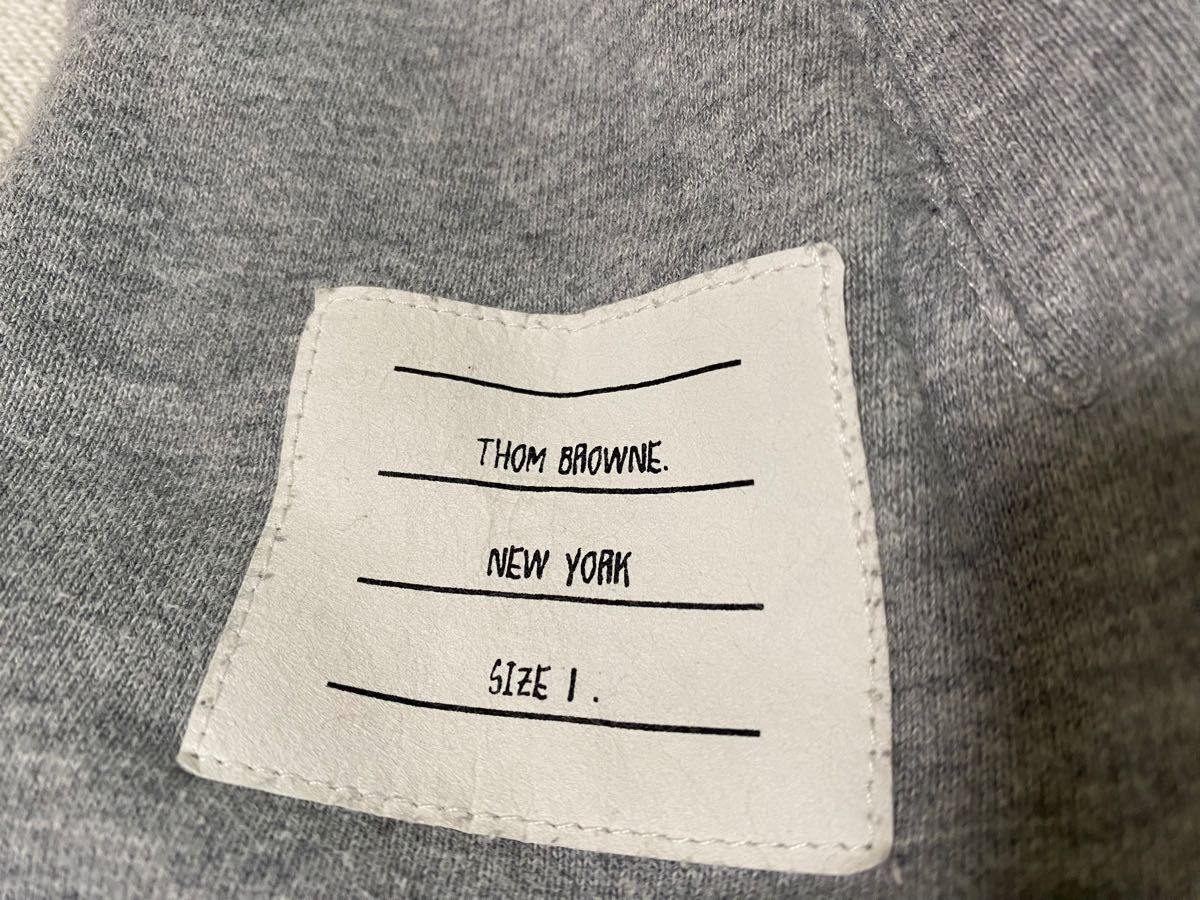 THOM BROWNE.
NEW YORK
SIZE 1.